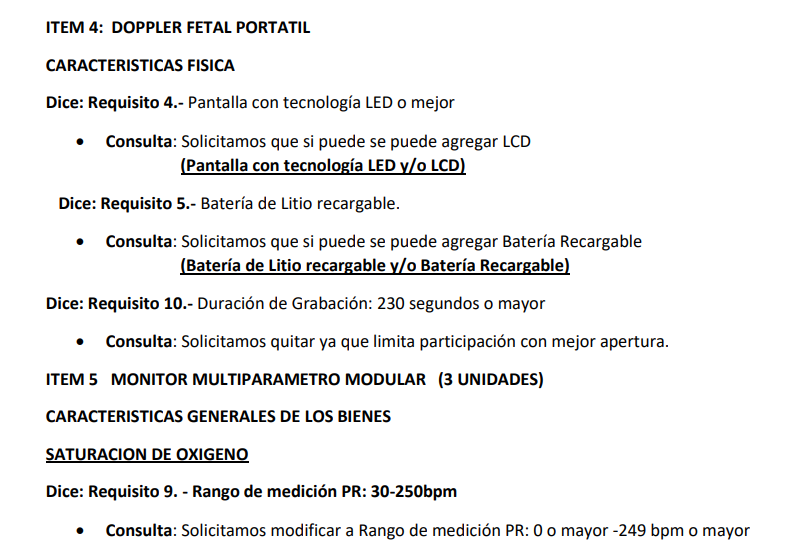 ITEM 4: DOPPLER FETAL PORTATIL
CARACTERISTICAS FISICA
Dice: Requisito 4.- Pantalla con tecnología LED o mejor
• Consulta: Solicitamos que si puede se puede agregar LCD
(Pantalla con tecnología LED y/o LCD)
Dice: Requisito 5.- Batería de Litio recargable.
• Consulta: Solicitamos que si puede se puede agregar Batería Recargable
(Batería de Litio recargable y/o Batería Recargable)
Dice: Requisito 10.- Duración de Grabación: 230 segundos o mayor
• Consulta: Solicitamos quitar ya que limita participación con mejor apertura.
ITEM 5 MONITOR MULTIPARAMETRO MODULAR (3 UNIDADES)
CARACTERISTICAS GENERALES DE LOS BIENES
SATURACION DE OXIGENO
Dice: Requisito 9. - Rango de medición PR: 30-250bpm
• Consulta: Solicitamos modificar a Rango de medición PR: 0 o mayor -249 bpm o mayor